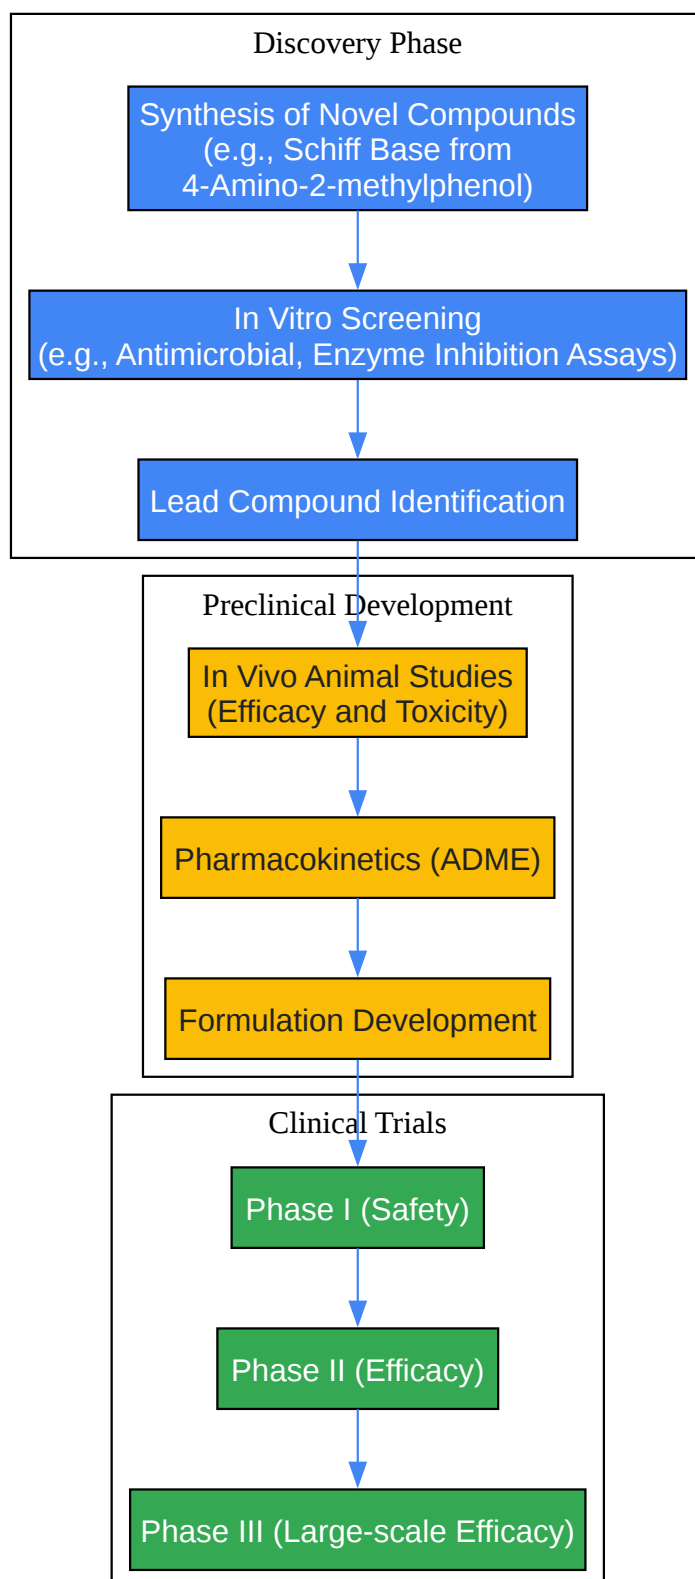 Discovery Phase
Synthesis of Novel Compounds
(e.g., Schiff Base from
4-Amino-2-methylphenol)
In Vitro Screening
(e.g., Antimicrobial, Enzyme Inhibition Assays)
Lead Compound Identification
Preclinical Development
In Vivo Animal Studies
(Efficacy and Toxicity)
Pharmacokinetics (ADME)
Formulation Development
Clinical Trials
Phase I (Safety)
Phase II (Efficacy)
Phase III (Large-scale Efficacy)